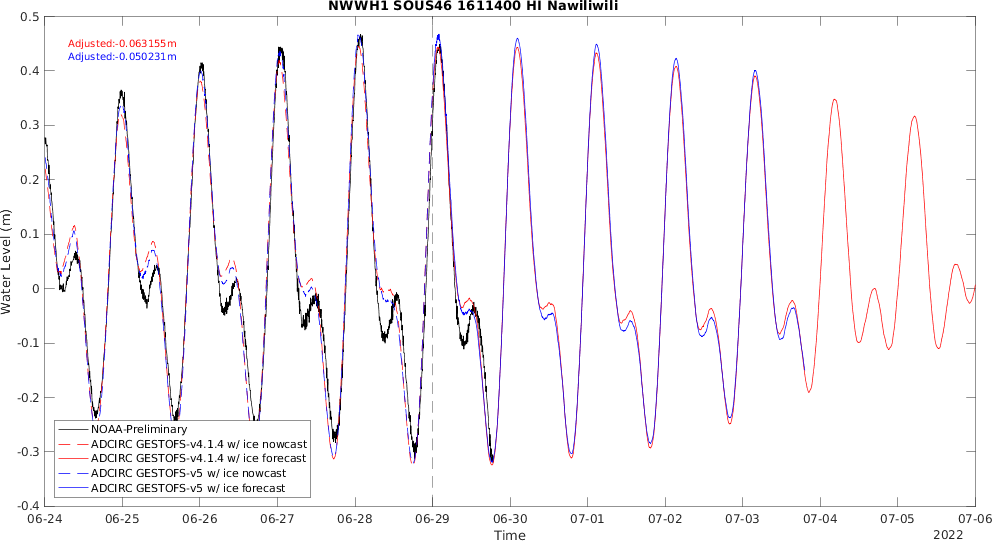 NWWH1 SOUS46 1611400 HI Nawiliwili
Adjusted:-0.063155m
Adjusted:-0.050231m
0.5
0.4
0.3
0.2
0.1
0
-0.1
-0.2
-0.3
-0.4
Water Level (m)
NOAA-Preliminary
ADCIRC GESTOFS-v4.1.4 w/ ice nowcast
ADCIRC GESTOFS-v4.1.4 w/ ice forecast
ADCIRC GESTOFS-v5 w/ ice nowcast
ADCIRC GESTOFS-v5 w/ ice forecast
06-24 06-25 06-26 06-27 06-28 06-29 06-30 07-01 07-02 07-03 07-04 07-05 07-06
Time
2022